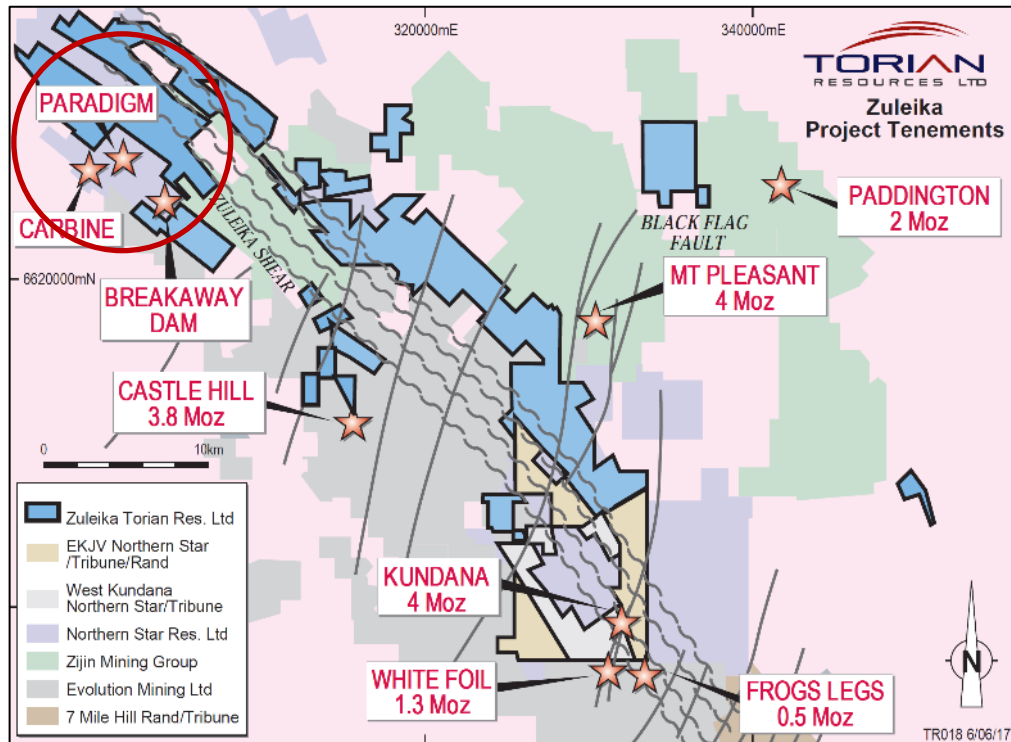 320000mE
340000mE
TORIAN
RESOURCES LTD
Zuleika
Project Tenements
PARADIGM
CARBINE
ZULEIKA SHEAR
BLACK FLAG
FAULT
PADDINGTON
2 Moz
6620000mN
BREAKAWAY
DAM
MT PLEASANT
4 Moz
CASTLE HILL
3.8 Moz
0
10km
Zuleika Torian Res. Ltd
EKJV Northern Star
/Tribune/Rand
West Kundana
Northern Star/Tribune
Northern Star Res. Ltd
Zijin Mining Group
Evolution Mining Ltd
7 Mile Hill Rand/Tribune
KUNDANA
4 Moz
WHITE FOIL
1.3 Moz
FROGS LEGS
0.5 Moz
N
TR018 6/06/17